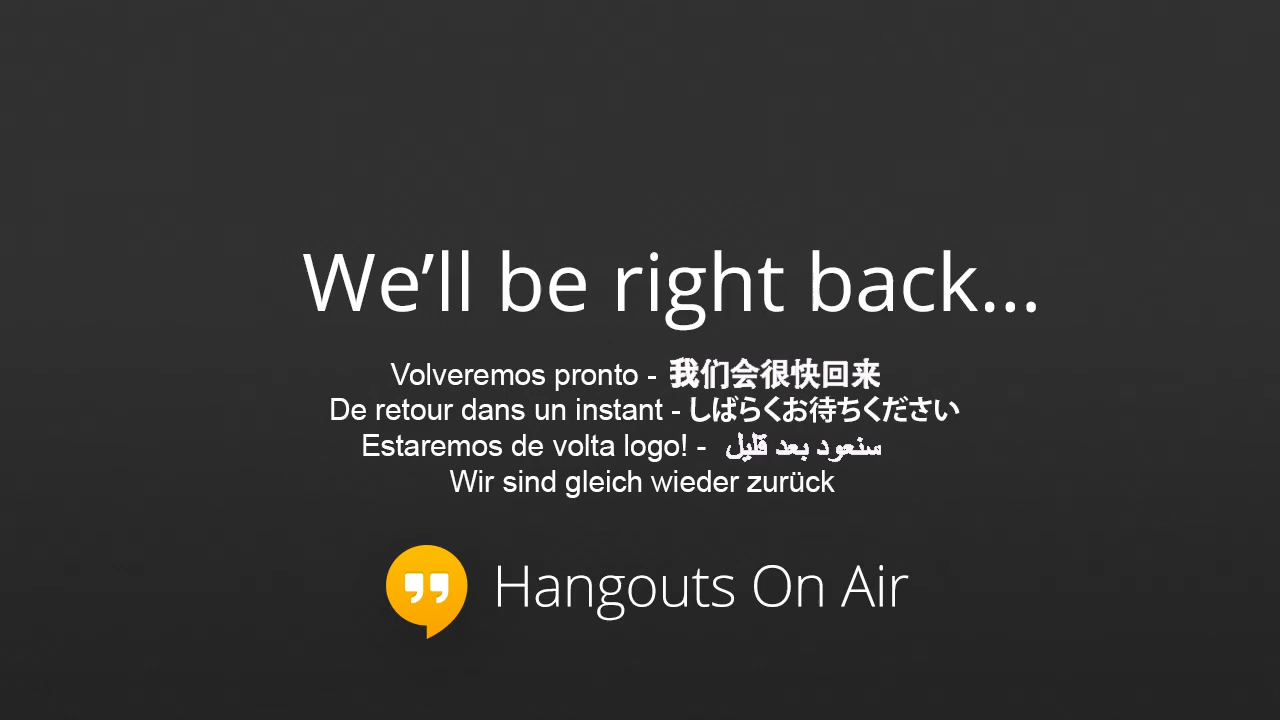 We’ll be right back...
Volveremos pronto - 我们会很快回来
De retour dans un instant - しばらくお待ちください
Estaremos de volta logo! - سنعود بعد قليل
Wir sind gleich wieder zurück
Hangouts On Air